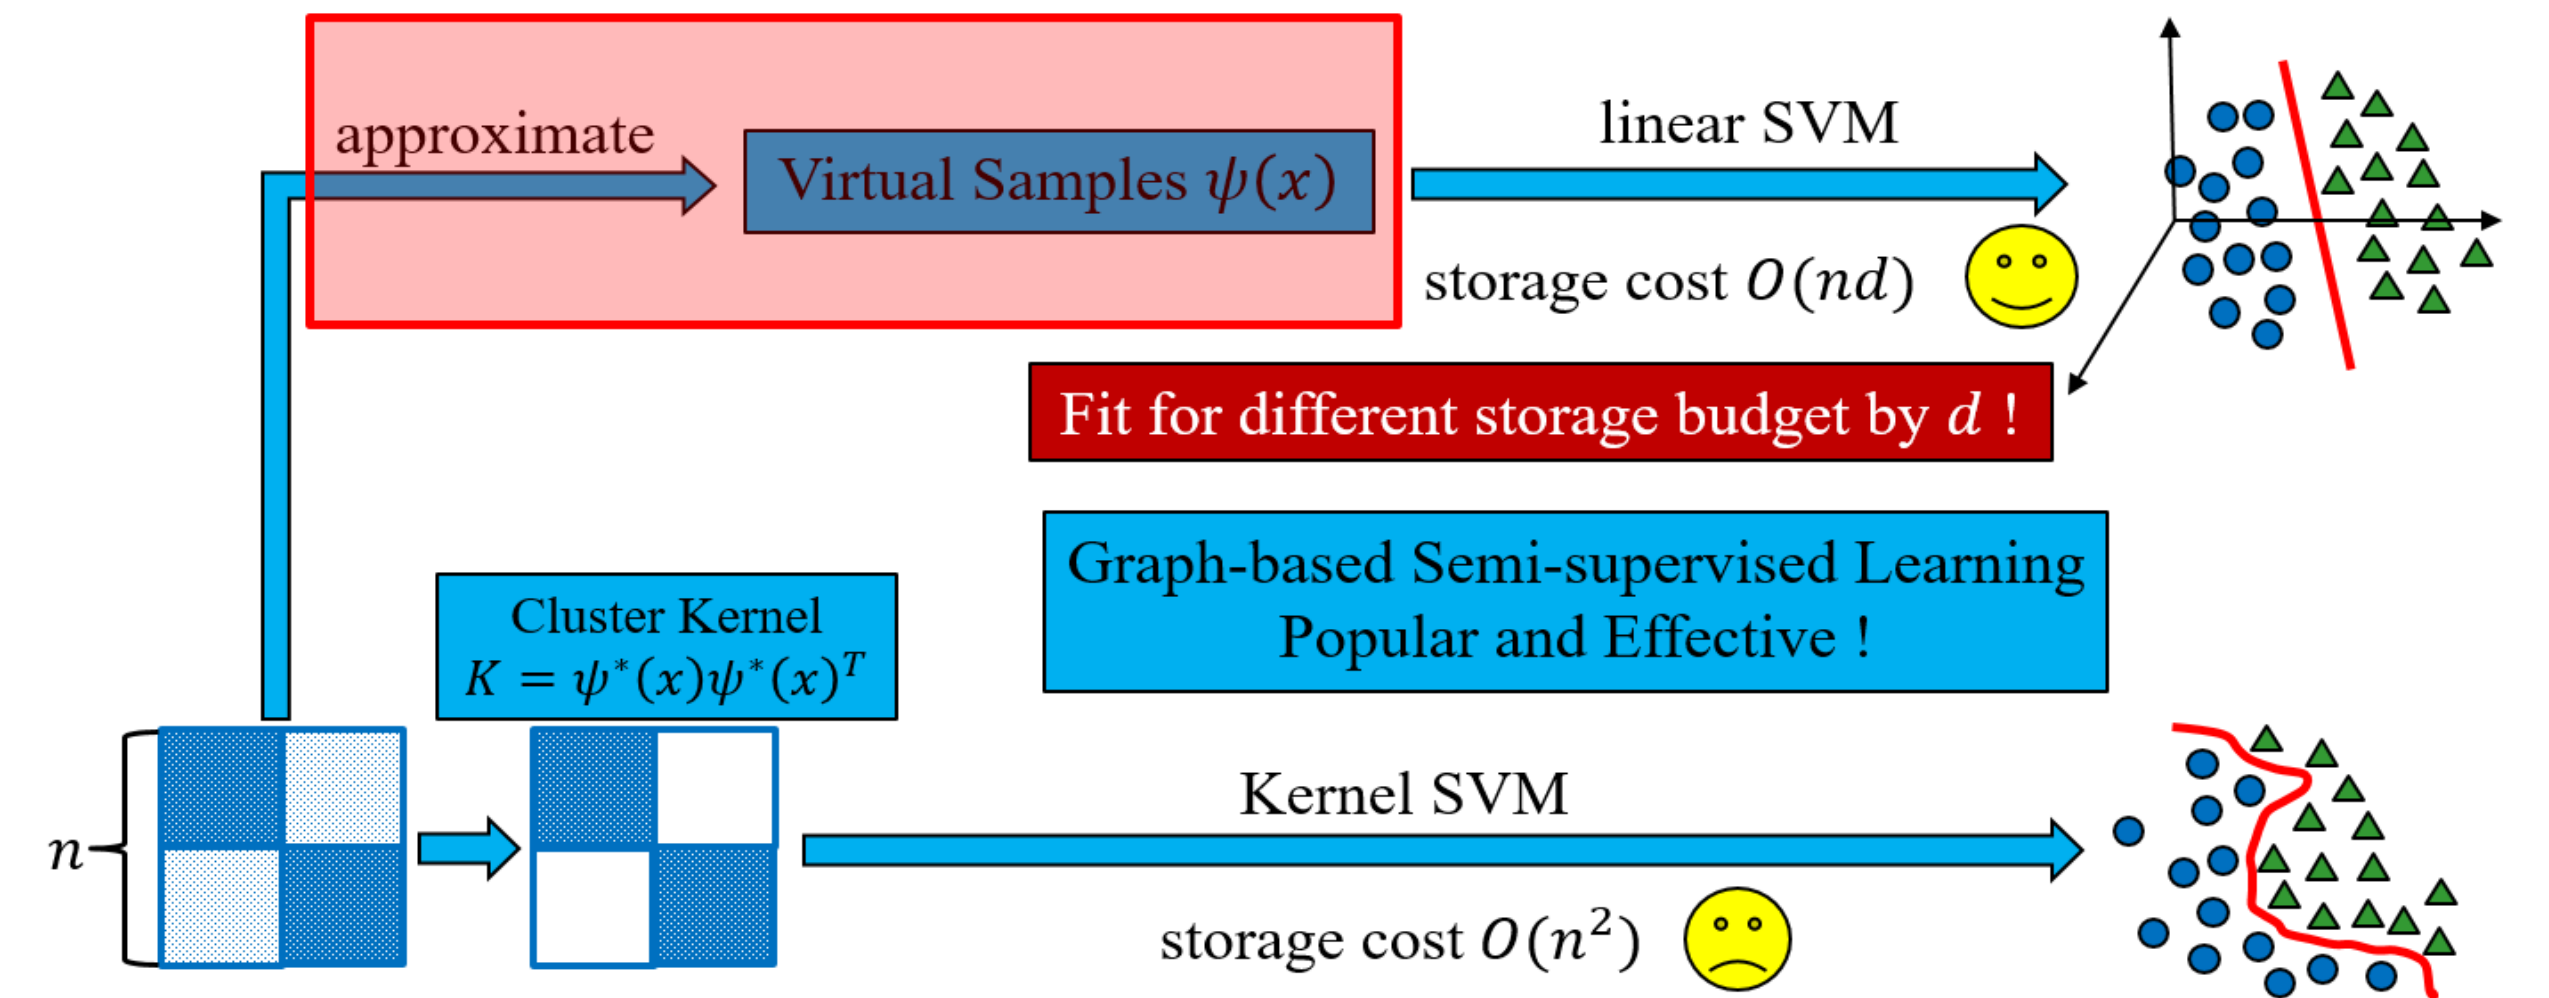 approximate
Virtual Samples ψ(x)
linear SVM
storage cost O(nd)
Fit for different storage budget by d !
Graph-based Semi-supervised Learning
Popular and Effective !
Cluster Kernel
K = ψ*(x)ψ*(x)ᵀ
n
Kernel SVM
storage cost O(n²)